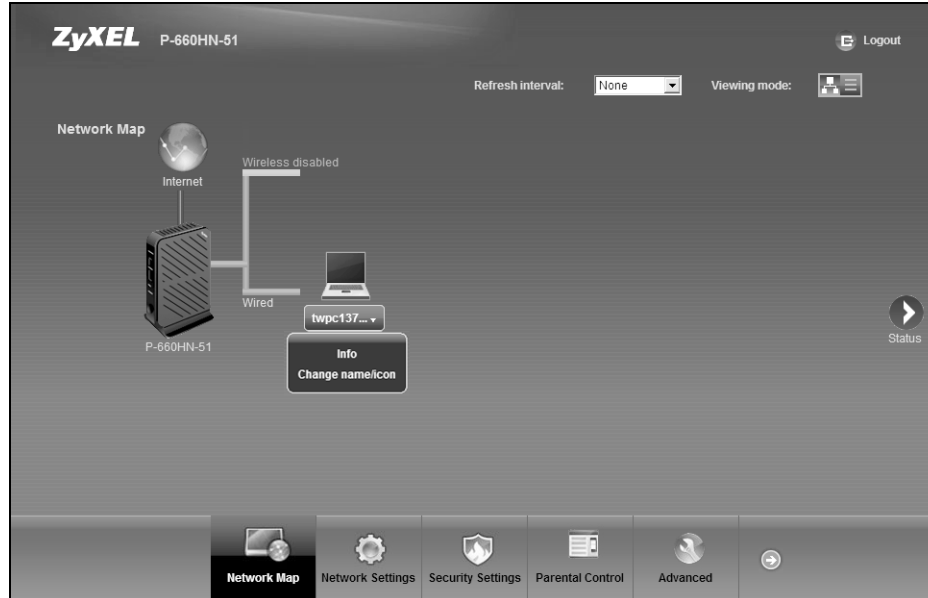 ZyXEL P-660HN-51
Logout
Refresh interval: None Viewing mode:
Network Map
Internet
Wireless disabled
Wired
twpc137...
P-660HN-51
Info
Change name/icon
Status
Network Map Network Settings Security Settings Parental Control Advanced